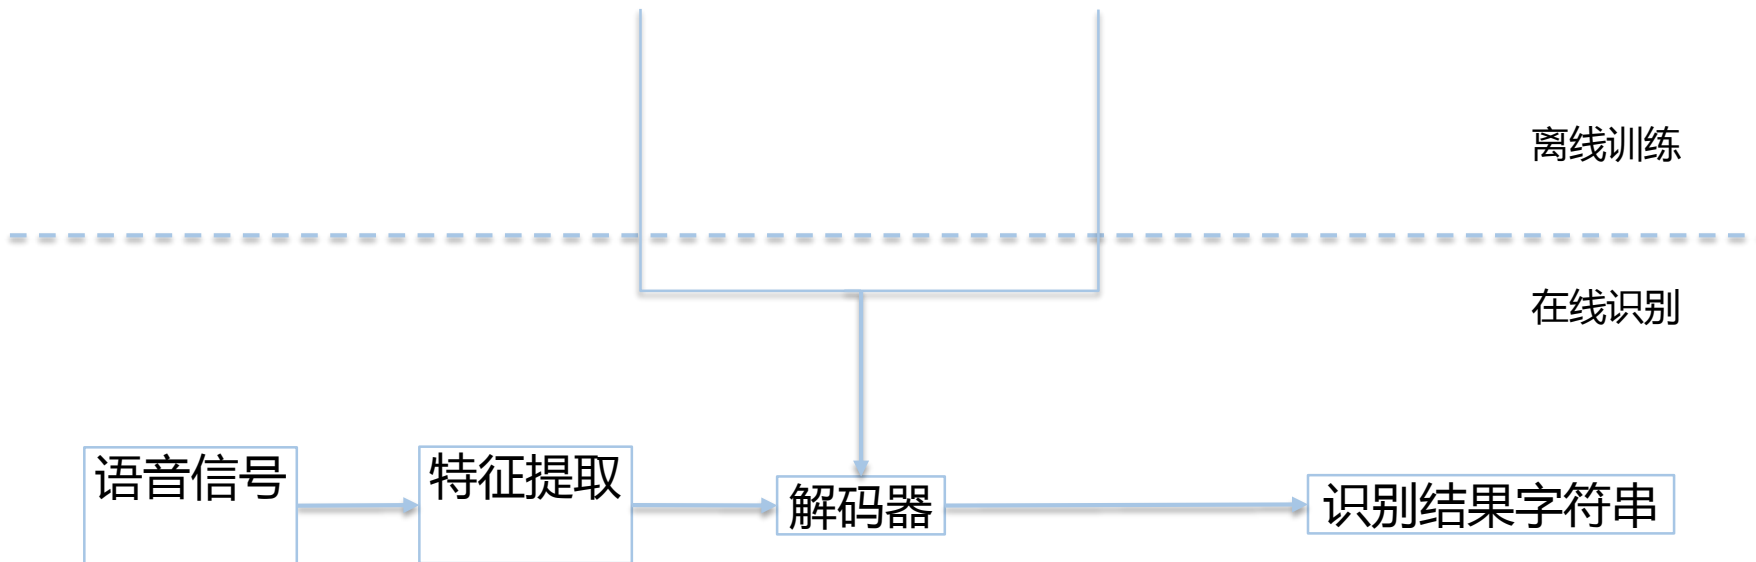 离线训练
在线识别
语音信号
特征提取
解码器
识别结果字符串